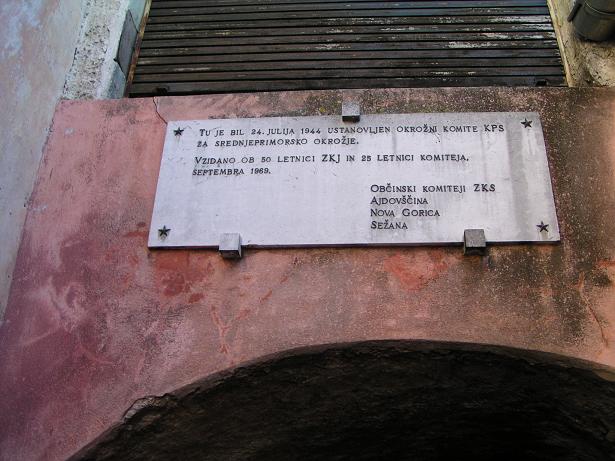 TU JE BIL 24. JULIJA 1944 USTANOVLJEN OKROŽNI KOMITE KPS
ZA SREDNJEPRIMORSKO OKROŽJE.
VZIDANO OB 50 LETNICI ZKJ IN 25 LETNICI KOMITEJA.
SEPTEMBRA 1969.
OBČINSKI KOMITEJI ZKS
AJDOVŠČINA
NOVA GORICA
SEŽANA